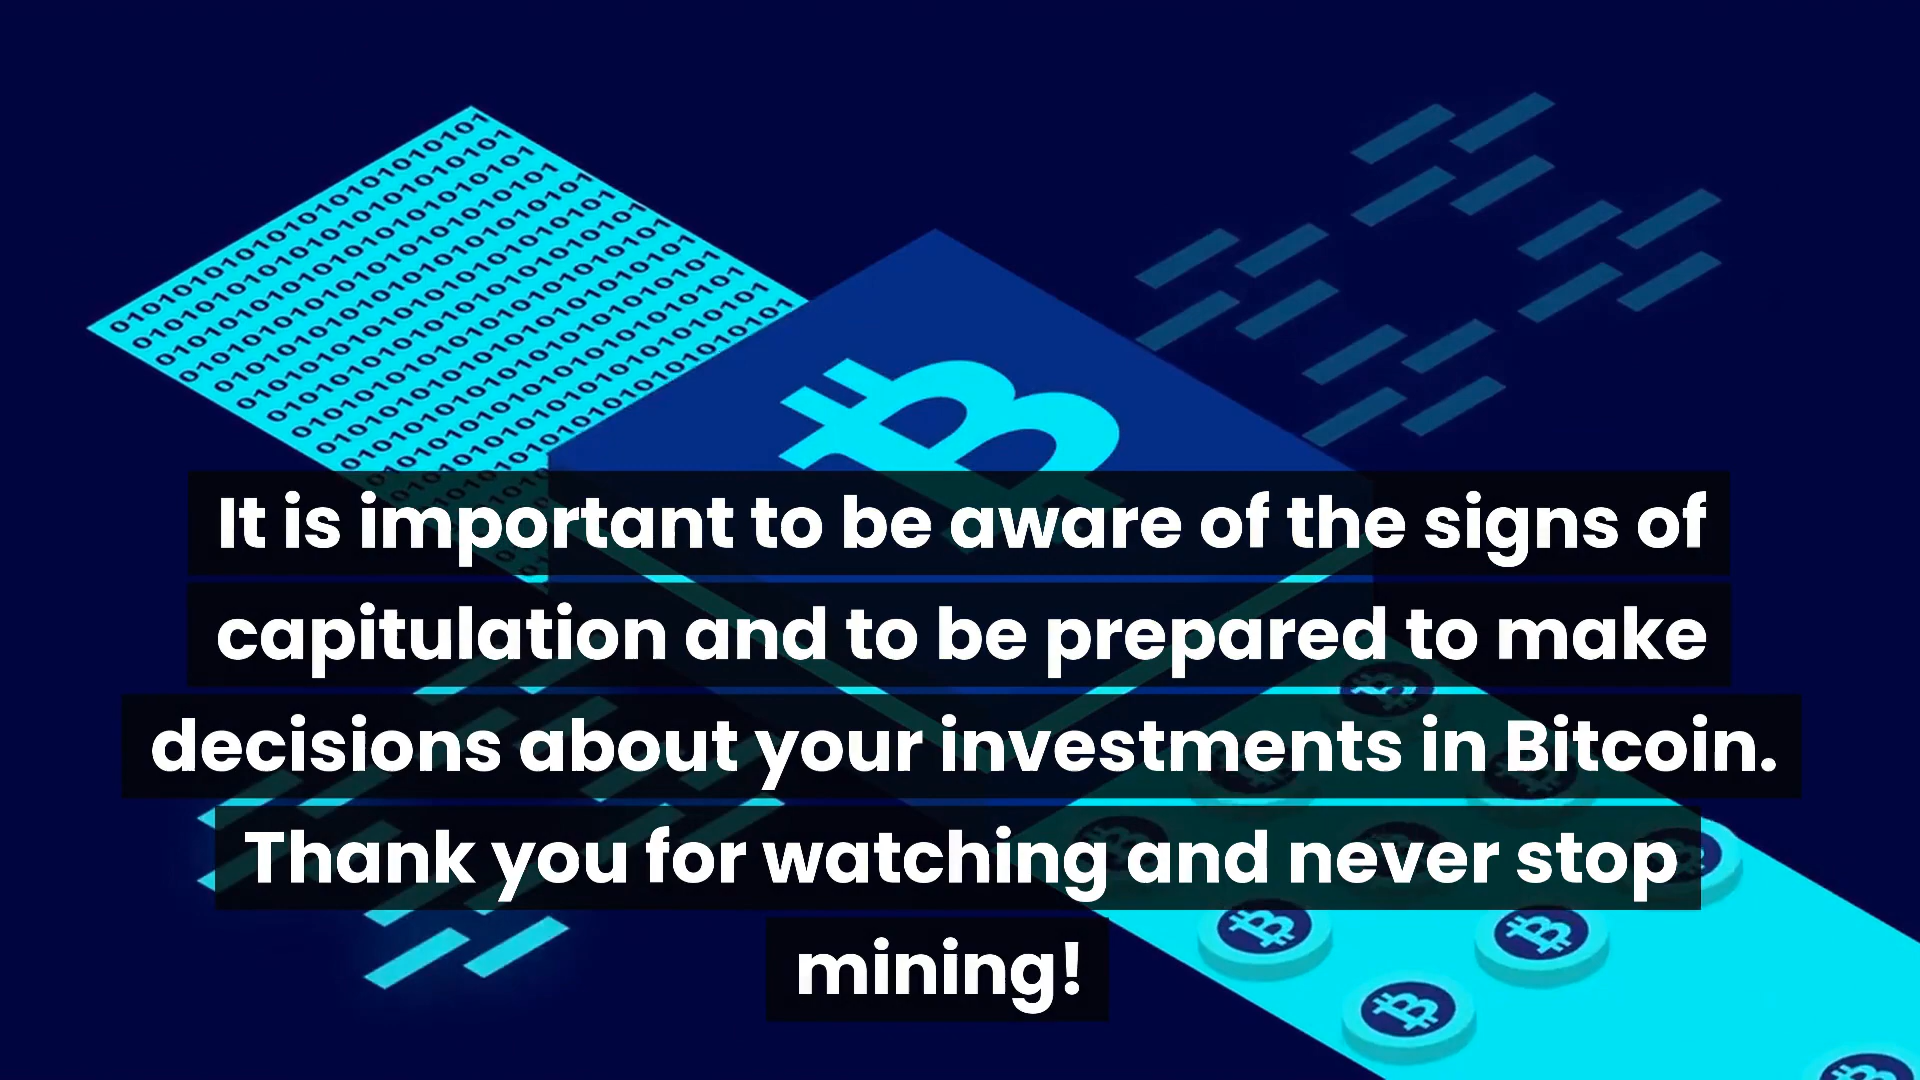 It is important to be aware of the signs of
capitulation and to be prepared to make
decisions about your investments in Bitcoin.
Thank you for watching and never stop
mining!